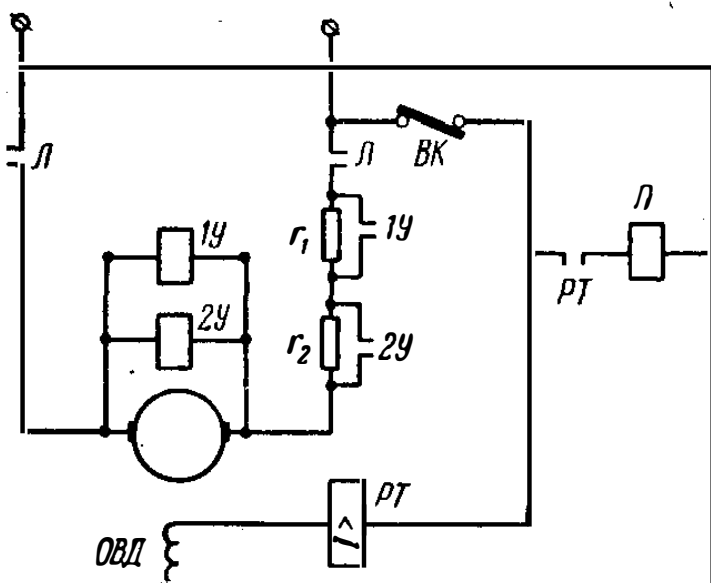 Л
Л
ВК
1У
r₁
1У
Л
РТ
2У
r₂
2У
РТ
I>
ОВД